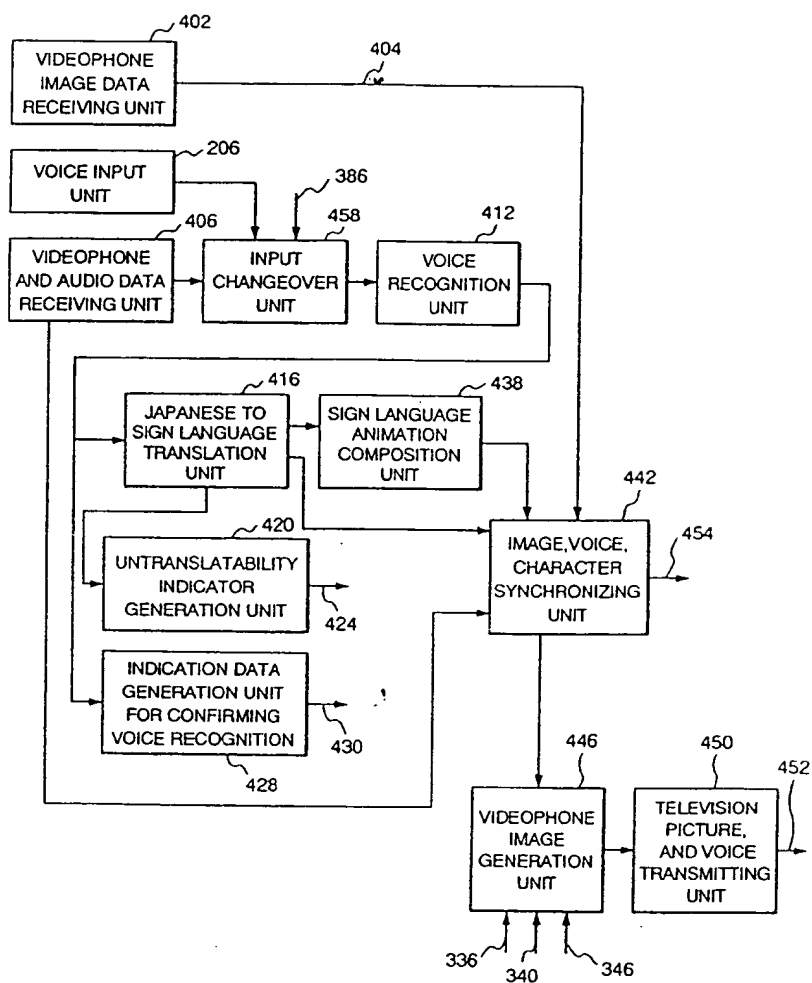 402
VIDEOPHONE
IMAGE DATA
RECEIVING UNIT
404
206
VOICE INPUT
UNIT
386
406
VIDEOPHONE
AND AUDIO DATA
RECEIVING UNIT
458
INPUT
CHANGEOVER
UNIT
412
VOICE
RECOGNITION
UNIT
416
JAPANESE TO
SIGN LANGUAGE
TRANSLATION
UNIT
438
SIGN LANGUAGE
ANIMATION
COMPOSITION
UNIT
442
IMAGE,VOICE,
CHARACTER
SYNCHRONIZING
UNIT
454
420
UNTRANSLATABILITY
INDICATOR
GENERATION UNIT
424
INDICATION DATA
GENERATION UNIT
FOR CONFIRMING
VOICE RECOGNITION
430
428
446
VIDEOPHONE
IMAGE
GENERATION
UNIT
450
TELEVISION
PICTURE,
AND VOICE
TRANSMITTING
UNIT
452
336
340
346